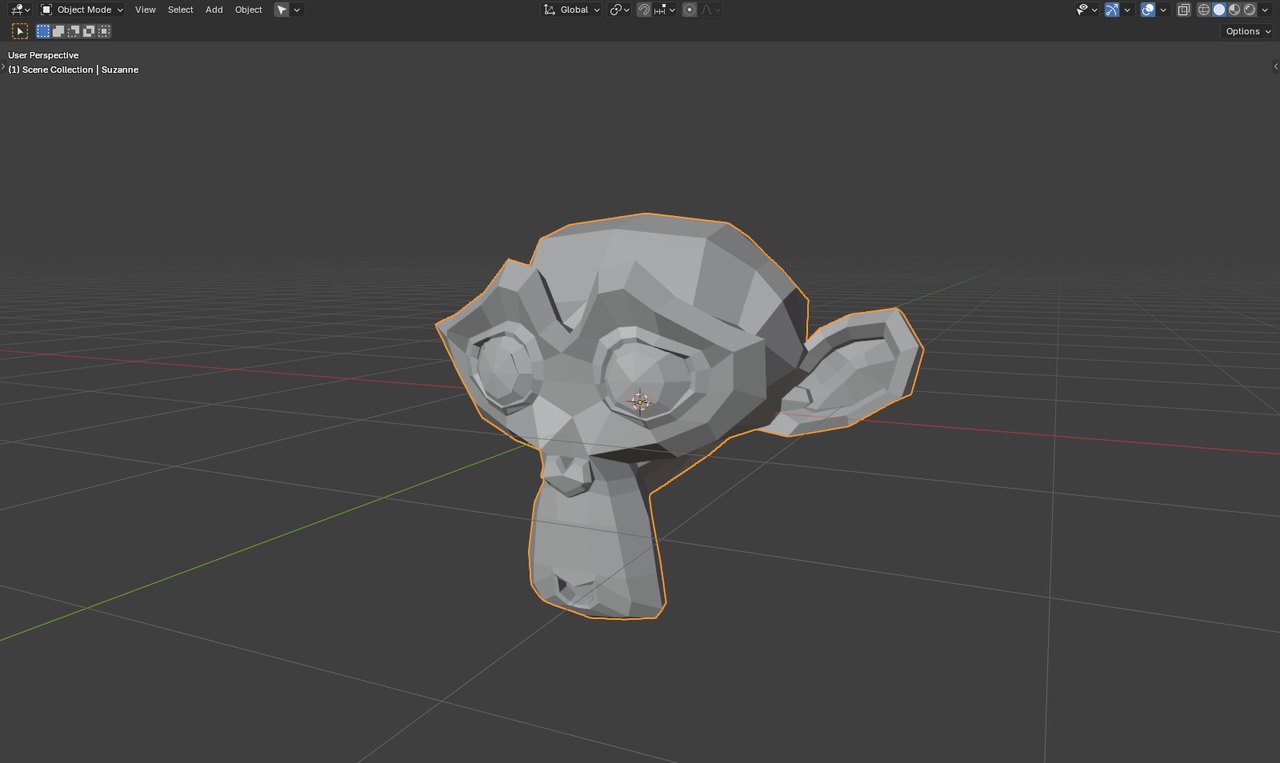 Object Mode View Select Add Object Global
Options
User Perspective
(1) Scene Collection | Suzanne